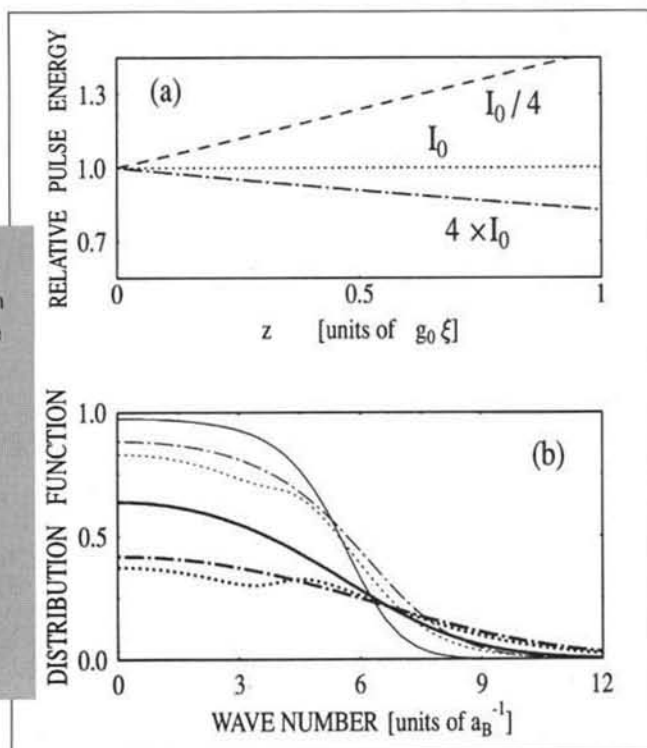 (a)
RELATIVE PULSE ENERGY
1.3
1.0
0.7
I₀ / 4
I₀
4 × I₀
0 0.5 1
z [units of g₀ ξ]
(b)
DISTRIBUTION FUNCTION
1.0
0.5
0.0
0 3 6 9 12
WAVE NUMBER [units of a_B⁻¹]